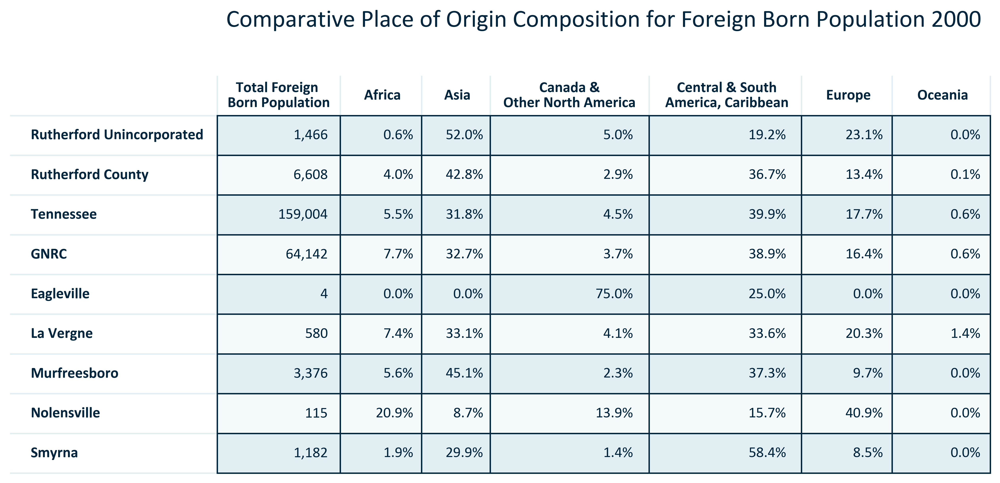 Comparative Place of Origin Composition for Foreign Born Population 2000
Total Foreign
Born Population
Africa
Asia
Canada &
Other North America
Central & South
America, Caribbean
Europe
Oceania
Rutherford Unincorporated 1,466 0.6% 52.0% 5.0% 19.2% 23.1% 0.0%
Rutherford County 6,608 4.0% 42.8% 2.9% 36.7% 13.4% 0.1%
Tennessee 159,004 5.5% 31.8% 4.5% 39.9% 17.7% 0.6%
GNRC 64,142 7.7% 32.7% 3.7% 38.9% 16.4% 0.6%
Eagleville 4 0.0% 0.0% 75.0% 25.0% 0.0% 0.0%
La Vergne 580 7.4% 33.1% 4.1% 33.6% 20.3% 1.4%
Murfreesboro 3,376 5.6% 45.1% 2.3% 37.3% 9.7% 0.0%
Nolensville 115 20.9% 8.7% 13.9% 15.7% 40.9% 0.0%
Smyrna 1,182 1.9% 29.9% 1.4% 58.4% 8.5% 0.0%